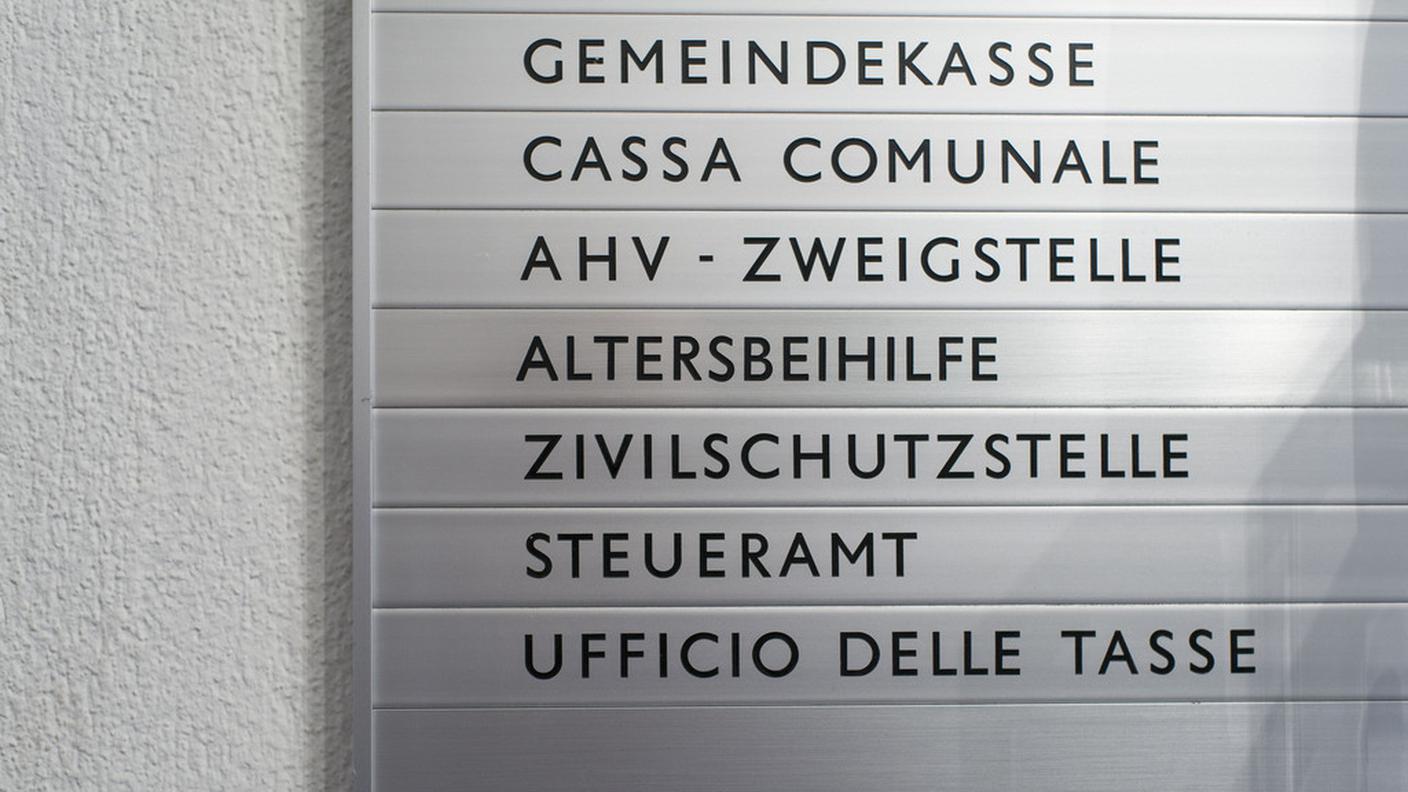 GEMEINDEKASSE
CASSA COMUNALE
AHV - ZWEIGSTELLE
ALTERSBEIHILFE
ZIVILSCHUTZSTELLE
STEUERAMT
UFFICIO DELLE TASSE